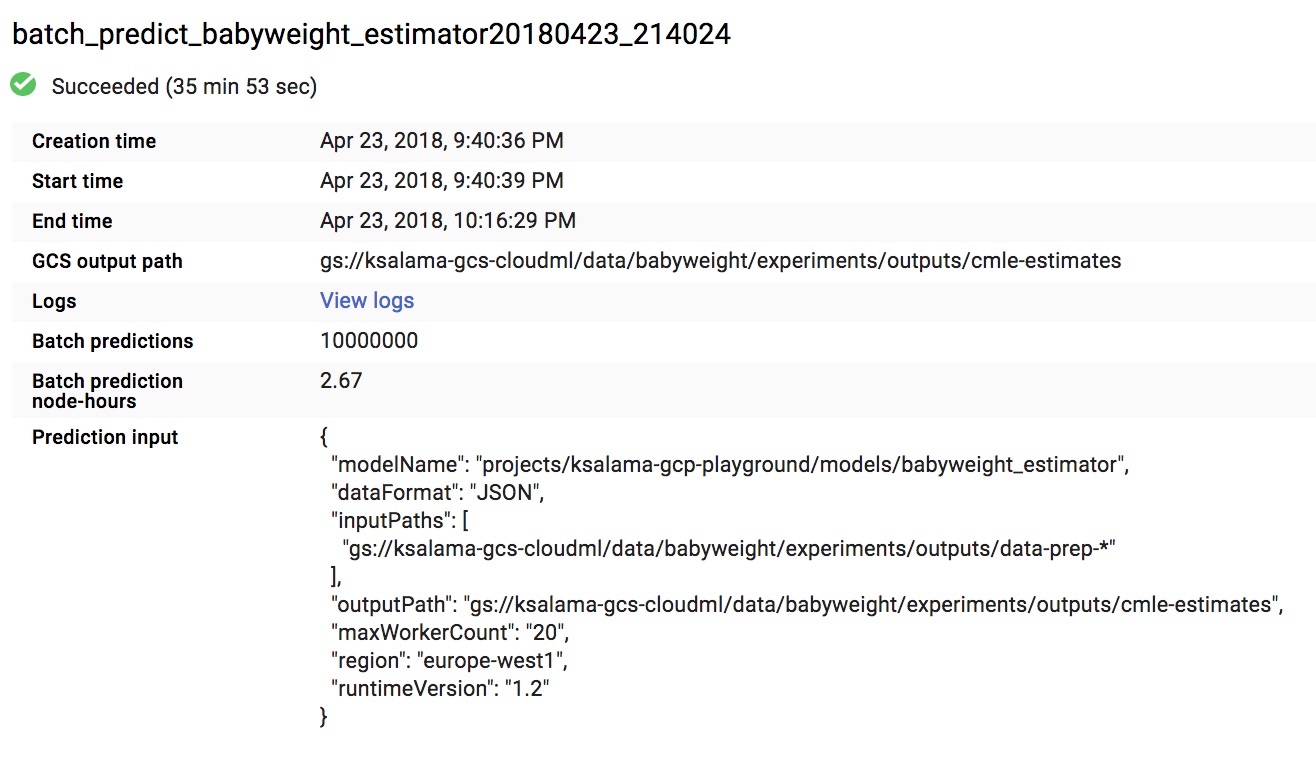 batch_predict_babyweight_estimator20180423_214024
Succeeded (35 min 53 sec)
Creation time Apr 23, 2018, 9:40:36 PM
Start time Apr 23, 2018, 9:40:39 PM
End time Apr 23, 2018, 10:16:29 PM
GCS output path gs://ksalama-gcs-cloudml/data/babyweight/experiments/outputs/cmle-estimates
Logs View logs
Batch predictions 10000000
Batch prediction 2.67
node-hours
Prediction input {
"modelName": "projects/ksalama-gcp-playground/models/babyweight_estimator",
"dataFormat": "JSON",
"inputPaths": [
"gs://ksalama-gcs-cloudml/data/babyweight/experiments/outputs/data-prep-*"
],
"outputPath": "gs://ksalama-gcs-cloudml/data/babyweight/experiments/outputs/cmle-estimates",
"maxWorkerCount": "20",
"region": "europe-west1",
"runtimeVersion": "1.2"
}